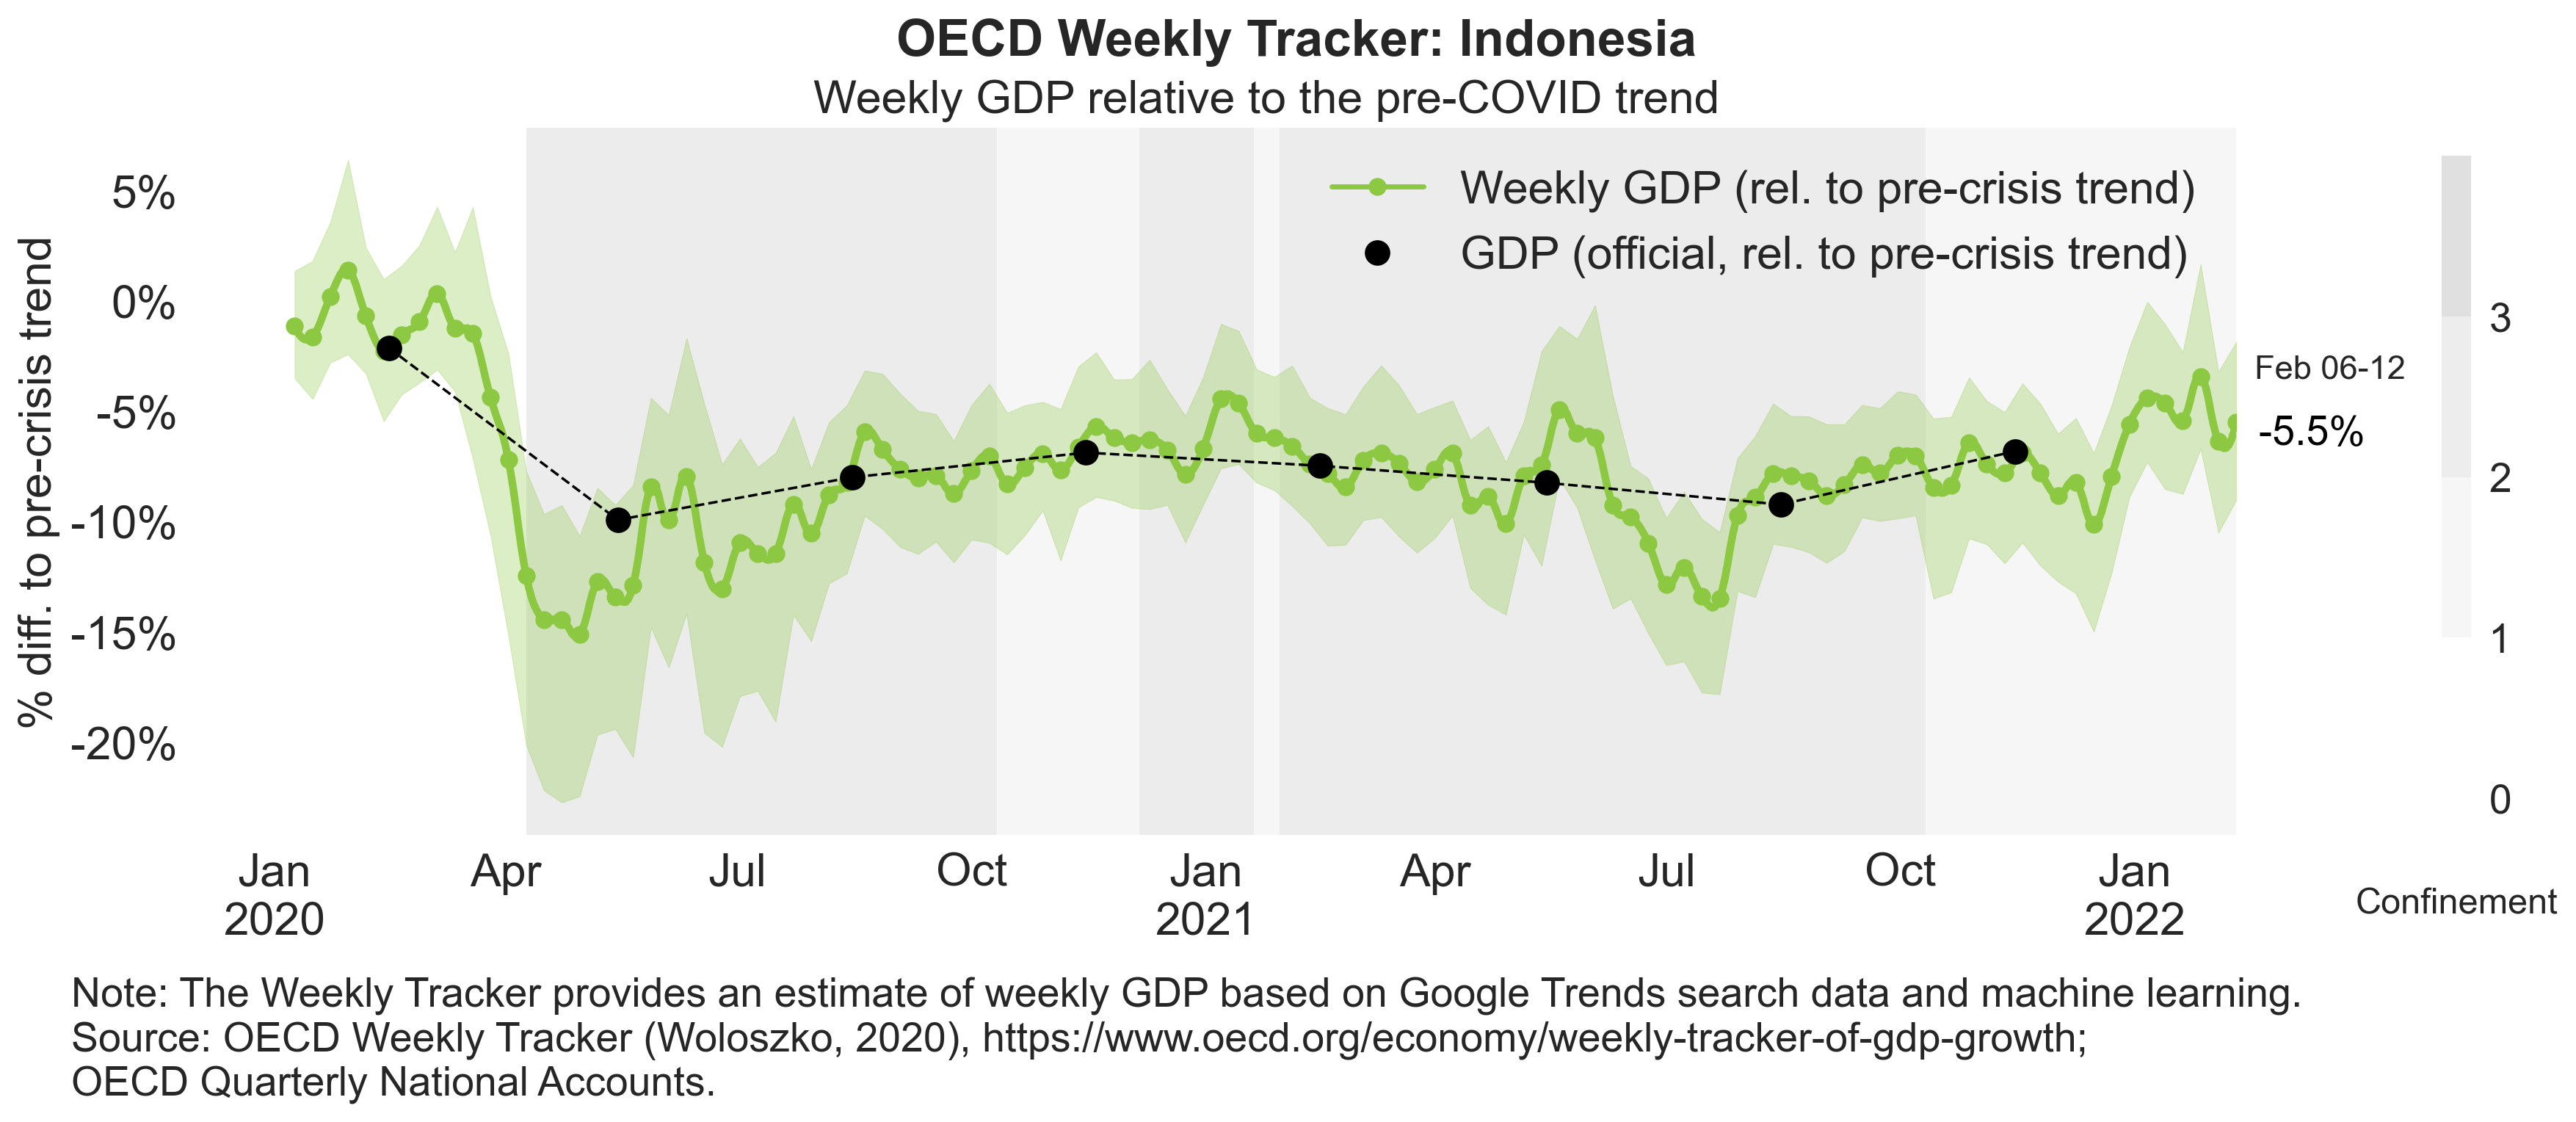 OECD Weekly Tracker: Indonesia
Weekly GDP relative to the pre-COVID trend
% diff. to pre-crisis trend
5%
0%
-5%
-10%
-15%
-20%
Weekly GDP (rel. to pre-crisis trend)
GDP (official, rel. to pre-crisis trend)
Feb 06-12
-5.5%
3
2
1
0
Confinement
Jan Apr Jul Oct Jan Apr Jul Oct Jan
2020 2021 2022
Note: The Weekly Tracker provides an estimate of weekly GDP based on Google Trends search data and machine learning.
Source: OECD Weekly Tracker (Woloszko, 2020), https://www.oecd.org/economy/weekly-tracker-of-gdp-growth;
OECD Quarterly National Accounts.